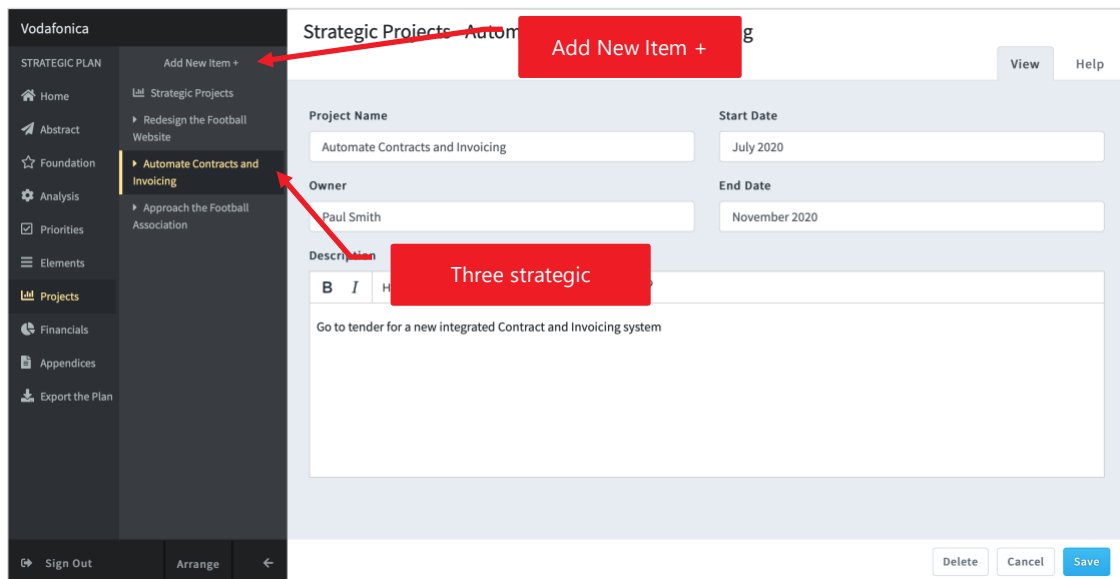 Vodafonica
STRATEGIC PLAN
Home
Abstract
Foundation
Analysis
Priorities
Elements
Projects
Financials
Appendices
Export the Plan
Sign Out
Add New Item +
Strategic Projects
Redesign the Football
Website
Automate Contracts and
Invoicing
Approach the Football
Association
Arrange
Strategic Projects
Add New Item +
View
Help
Project Name
Automate Contracts and Invoicing
Start Date
July 2020
Owner
Paul Smith
End Date
November 2020
Description
Three strategic
B I H
Go to tender for a new integrated Contract and Invoicing system
Delete
Cancel
Save